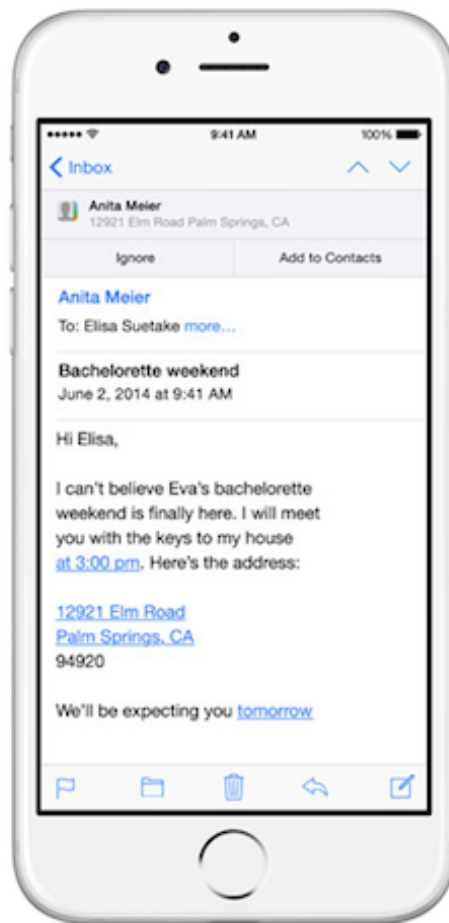 9:41 AM
100%
Inbox
Anita Meier
12921 Elm Road Palm Springs, CA
Ignore
Add to Contacts
Anita Meier
To: Elisa Suetake more...
Bachelorette weekend
June 2, 2014 at 9:41 AM
Hi Elisa,
I can't believe Eva's bachelorette
weekend is finally here. I will meet
you with the keys to my house
at 3:00 pm. Here's the address:
12921 Elm Road
Palm Springs, CA
94920
We'll be expecting you tomorrow